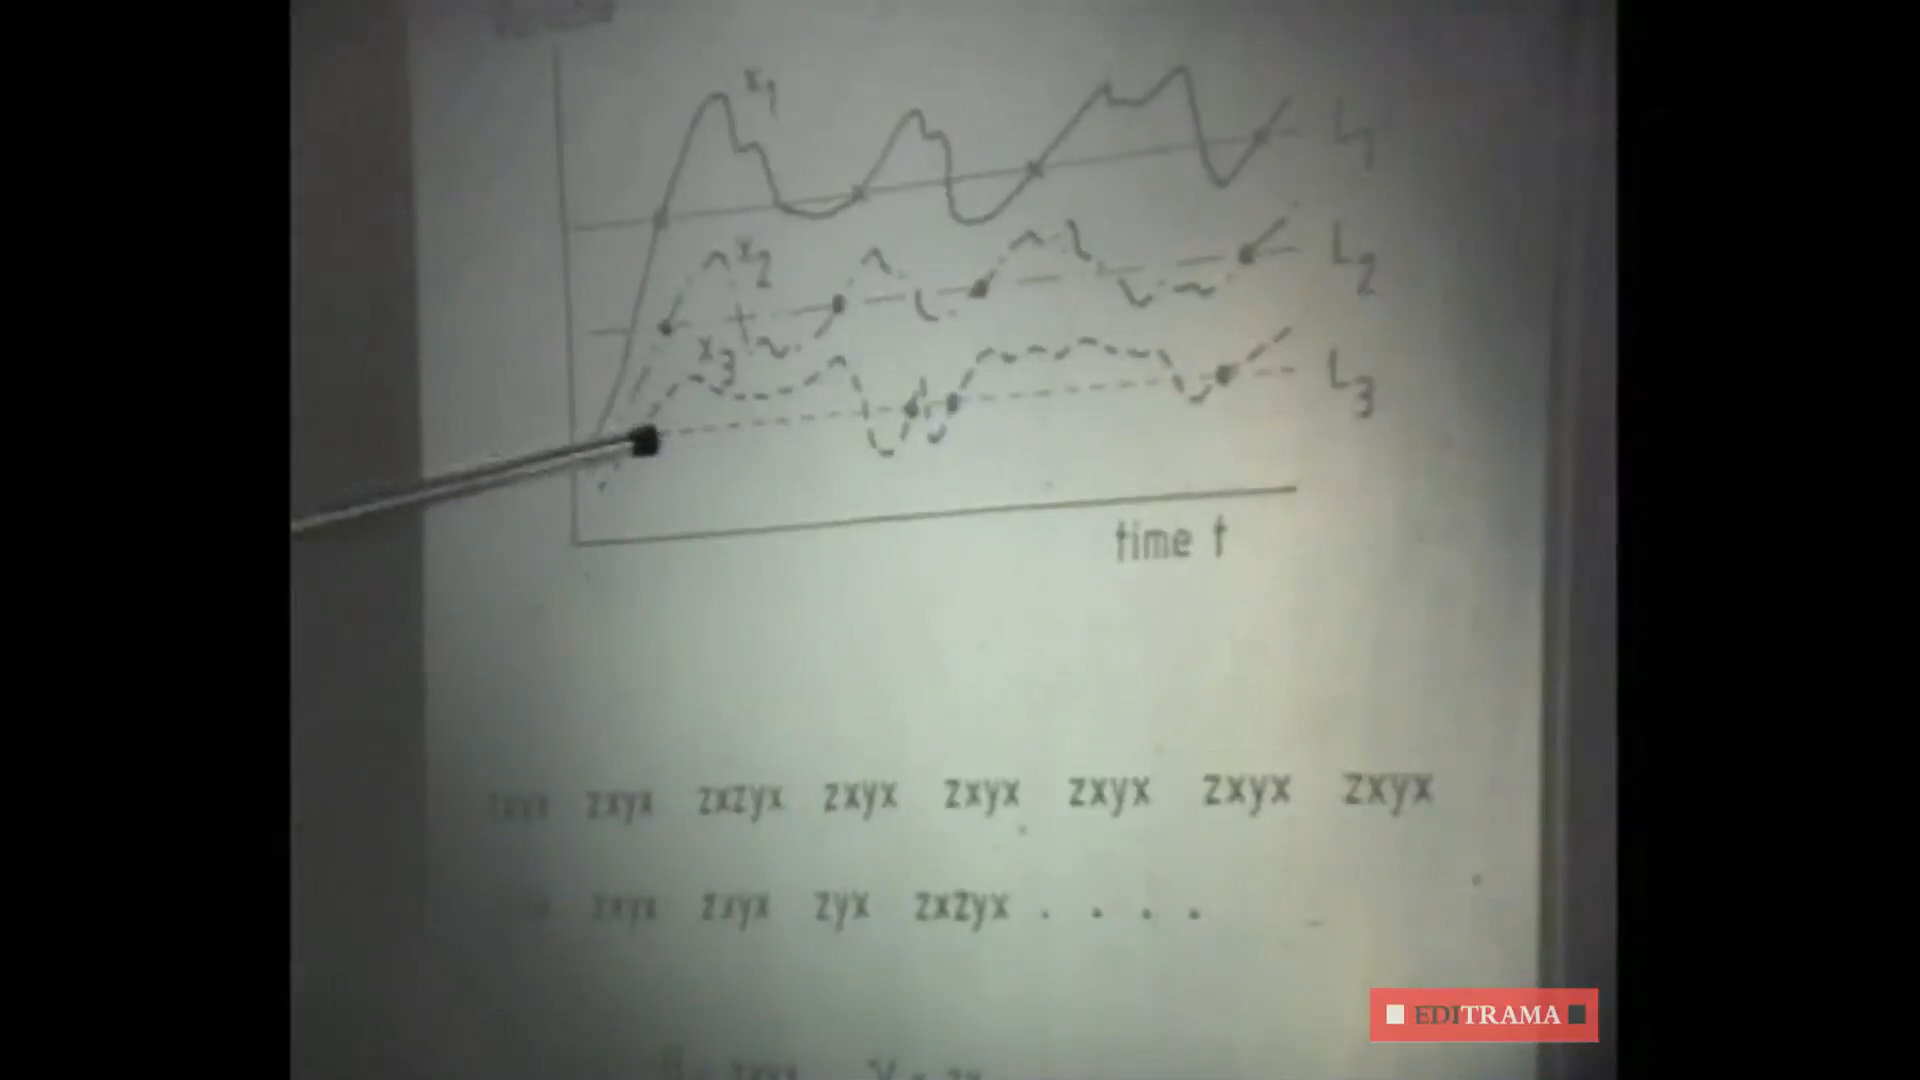 x1
L1
x2
L2
x3
L3
time t
zxyx zxzyx zxyx zxyx zxyx zxyx zxyx
zxyx zxyx zyx zxzyx . . . .
EDITRAMA